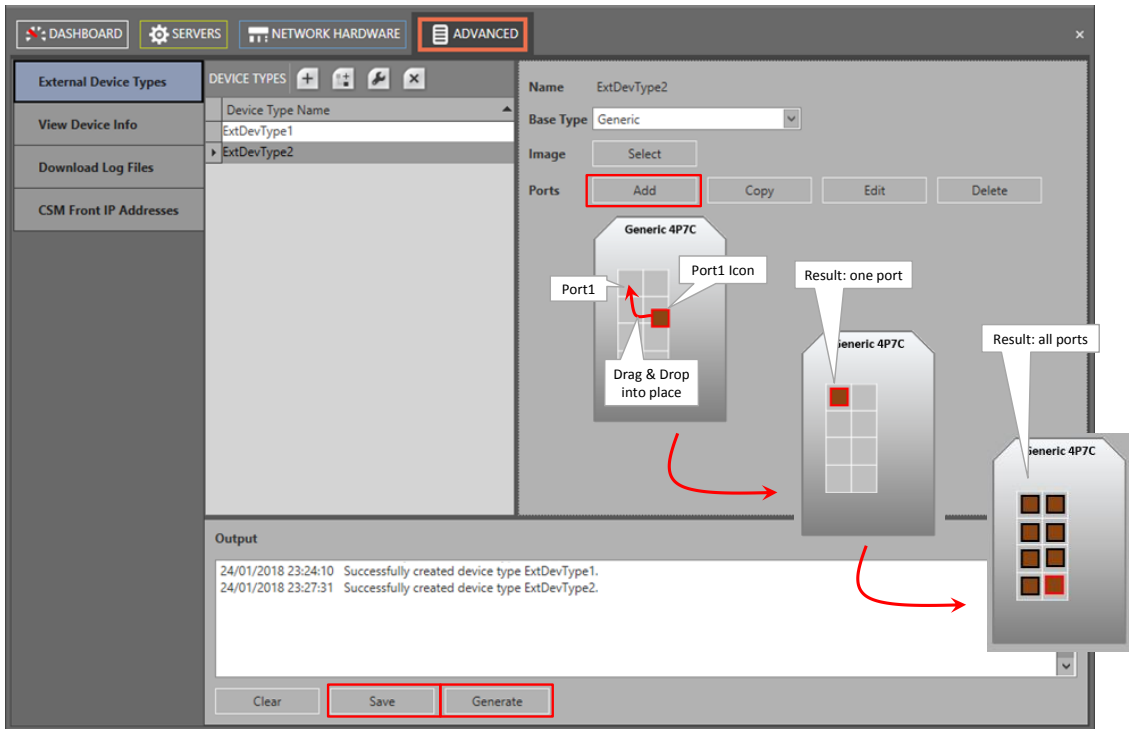 DASHBOARD
SERVERS
NETWORK HARDWARE
ADVANCED
×
External Device Types
View Device Info
Download Log Files
CSM Front IP Addresses
DEVICE TYPES
Device Type Name
ExtDevType1
ExtDevType2
Name ExtDevType2
Base Type Generic
Image Select
Ports Add Copy Edit Delete
Generic 4P7C
Port1
Port1 Icon
Drag & Drop
into place
Result: one port
Generic 4P7C
Result: all ports
Generic 4P7C
Output
24/01/2018 23:24:10 Successfully created device type ExtDevType1.
24/01/2018 23:27:31 Successfully created device type ExtDevType2.
Clear Save Generate